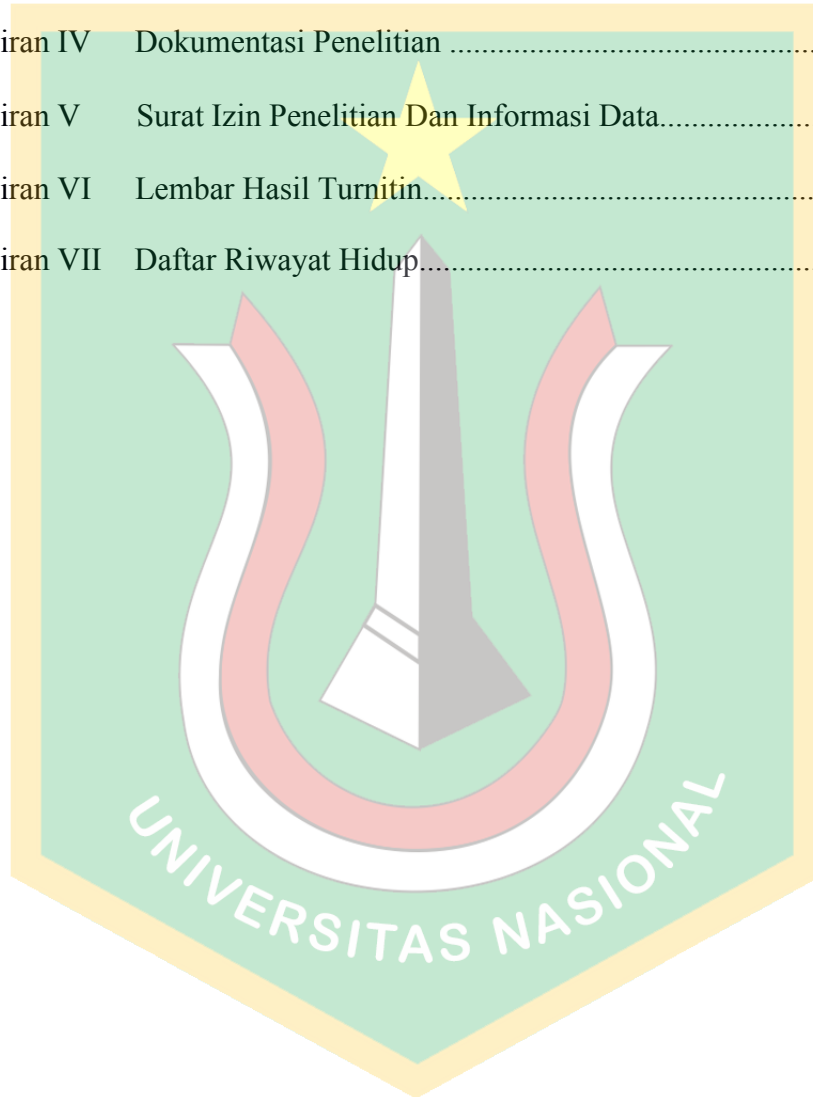 iran IV Dokumentasi Penelitian ..............................................
iran V Surat Izin Penelitian Dan Informasi Data...................
iran VI Lembar Hasil Turnitin.................................................
iran VII Daftar Riwayat Hidup..................................................
UNIVERSITAS NASIONAL